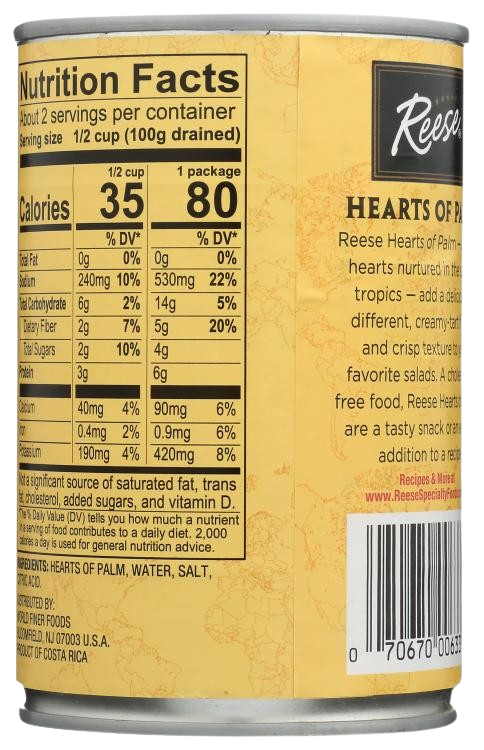 Nutrition Facts
About 2 servings per container
Serving size 1/2 cup (100g drained)
1/2 cup 1 package
Calories 35 80
% DV* % DV*
Total Fat 0g 0% 0g 0%
Sodium 240mg 10% 530mg 22%
Total Carbohydrate 6g 2% 14g 5%
Dietary Fiber 2g 7% 5g 20%
Total Sugars 2g 10% 4g
Protein 3g 6g
Calcium 40mg 4% 90mg 6%
Iron 0.4mg 2% 0.9mg 6%
Potassium 190mg 4% 420mg 8%
Not a significant source of saturated fat, trans
fat, cholesterol, added sugars, and vitamin D.
*The % Daily Value (DV) tells you how much a nutrient
in a serving of food contributes to a daily diet. 2,000
calories a day is used for general nutrition advice.
INGREDIENTS: HEARTS OF PALM, WATER, SALT,
CITRIC ACID.
DISTRIBUTED BY:
WORLD FINER FOODS
BLOOMFIELD, NJ 07003 U.S.A.
PRODUCT OF COSTA RICA
Reese
HEARTS OF PA
Reese Hearts of Palm –
hearts nurtured in the
tropics – add a delic
different, creamy-tart
and crisp texture to
favorite salads. A chole
free food, Reese Hearts
are a tasty snack or an
addition to a recip
Recipes & More at
www.ReeseSpecialtyFoods
0 70670 00633